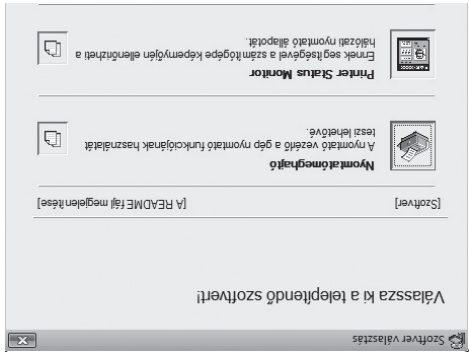 Szoftver választás
Válassza ki a telepítendő szoftvert!
[Szoftver] [A README fájl megjelenítése]
Nyomtatómeghajtó
A nyomtató vezérlő a gép nyomtató funkciójának használatát
teszi lehetővé.
Printer Status Monitor
Ennek segítségével a számítógépe képernyőjén ellenőrizheti a
hálózati nyomtató állapotát.